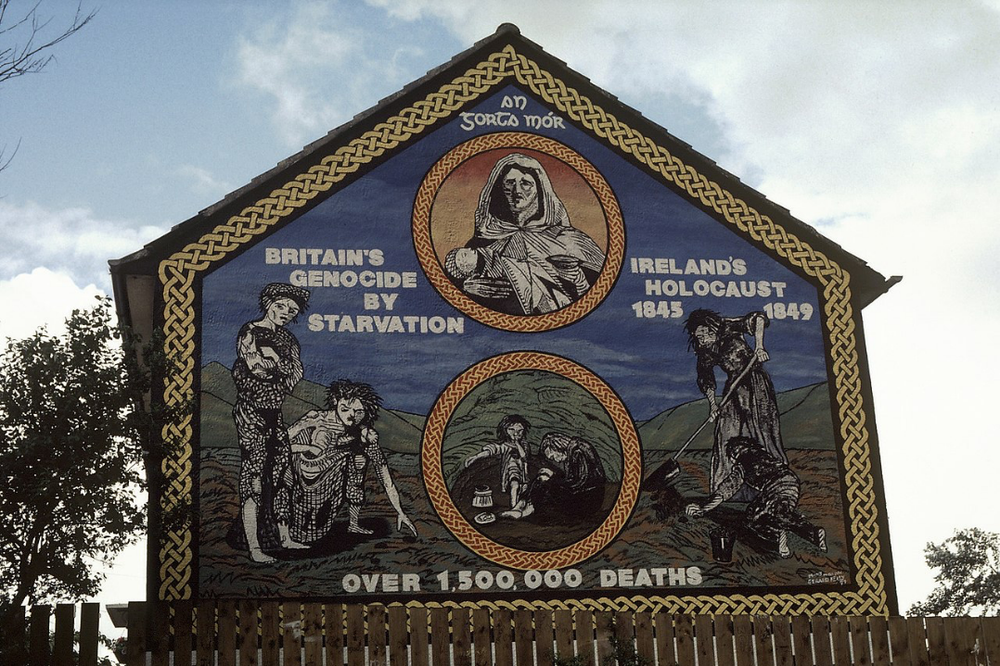 an
gorta mór
BRITAIN'S
GENOCIDE
BY
STARVATION
IRELAND'S
HOLOCAUST
1845 1849
OVER 1,500,000 DEATHS